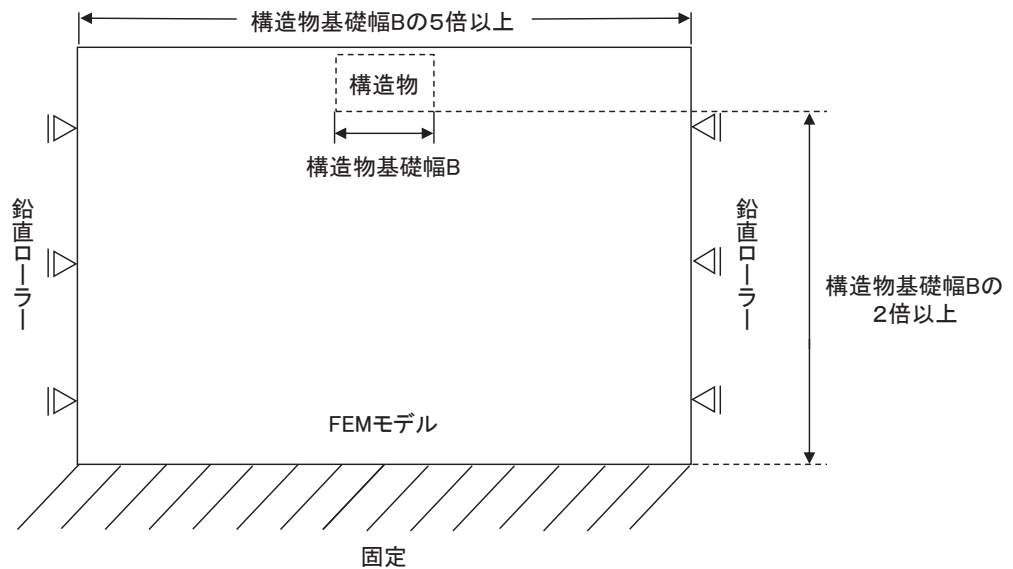 構造物基礎幅Bの5倍以上
構造物
構造物基礎幅B
鉛直ローラー
鉛直ローラー
構造物基礎幅Bの
2倍以上
FEMモデル
固定